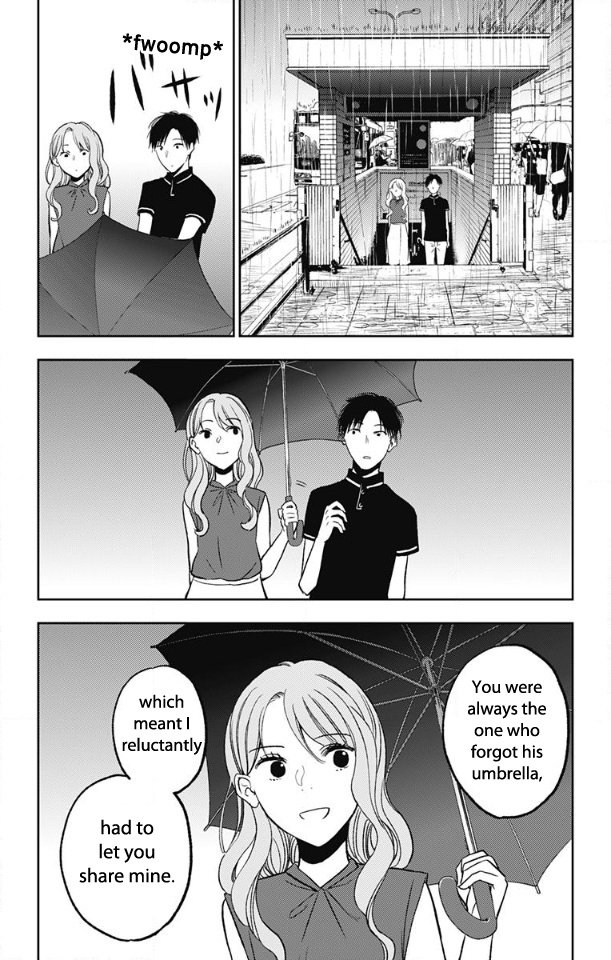 *fwoomp*
バサッ
You were
always the
one who
forgot his
umbrella,
which
meant I
reluctantly
had to
let you
share mine.